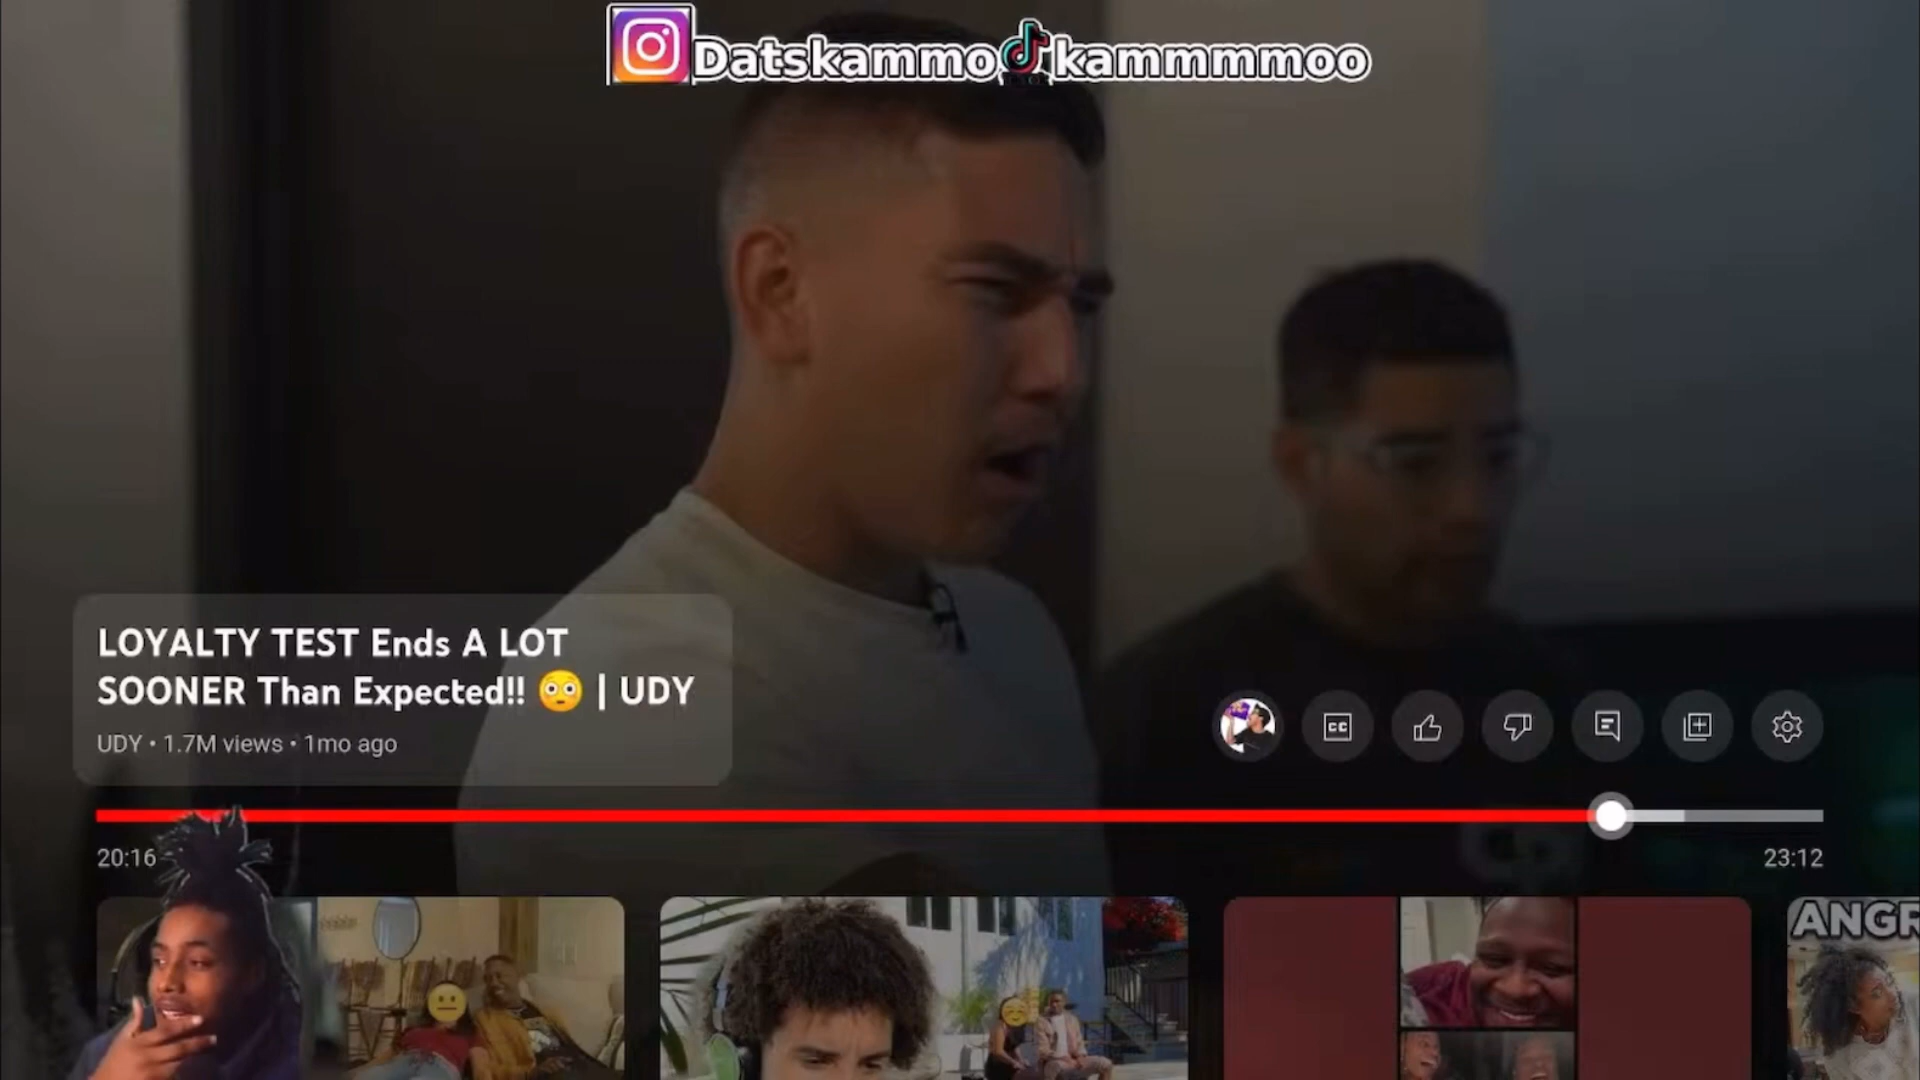 Datskammo kammmmoo
LOYALTY TEST Ends A LOT
SOONER Than Expected!! 😳 | UDY
UDY • 1.7M views • 1mo ago
CC
20:16
23:12
ANGR